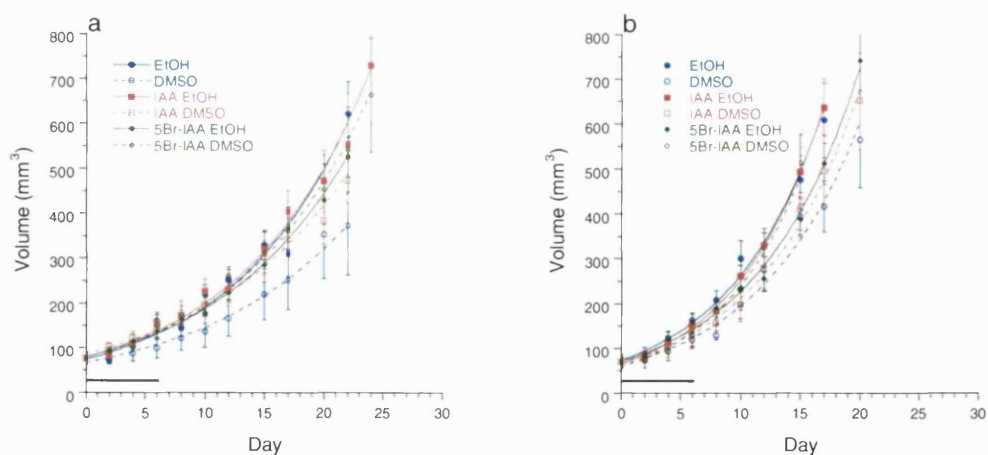 a
800
700
600
500
400
300
200
100
0
Volume (mm³)
EtOH
DMSO
IAA EtOH
IAA DMSO
5Br-IAA EtOH
5Br-IAA DMSO
0 5 10 15 20 25 30
Day
b
800
700
600
500
400
300
200
100
0
Volume (mm³)
EtOH
DMSO
IAA EtOH
IAA DMSO
5Br-IAA EtOH
5Br-IAA DMSO
0 5 10 15 20 25 30
Day